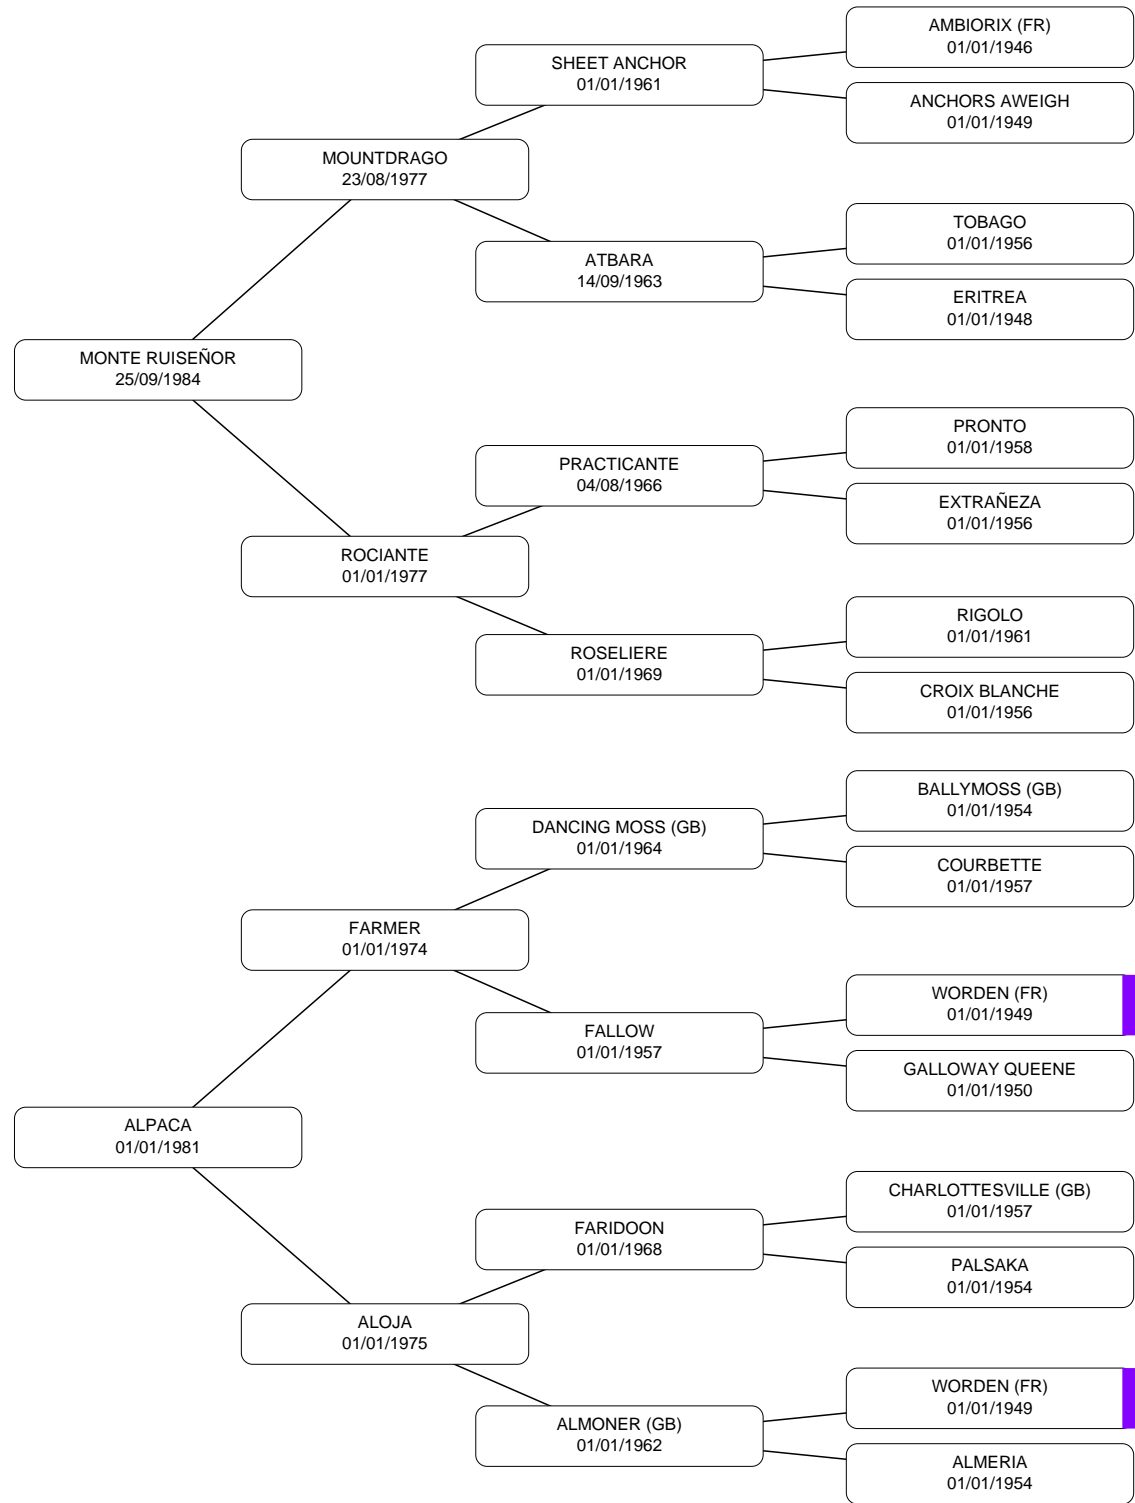 AMBIORIX (FR)
01/01/1946
SHEET ANCHOR
01/01/1961
ANCHORS AWEIGH
01/01/1949
MOUNTDRAGO
23/08/1977
TOBAGO
01/01/1956
ATBARA
14/09/1963
ERITREA
01/01/1948
MONTE RUISEÑOR
25/09/1984
PRONTO
01/01/1958
PRACTICANTE
04/08/1966
EXTRAÑEZA
01/01/1956
ROCIANTE
01/01/1977
RIGOLO
01/01/1961
ROSELIERE
01/01/1969
CROIX BLANCHE
01/01/1956
BALLYMOSS (GB)
01/01/1954
DANCING MOSS (GB)
01/01/1964
COURBETTE
01/01/1957
FARMER
01/01/1974
WORDEN (FR)
01/01/1949
FALLOW
01/01/1957
GALLOWAY QUEENE
01/01/1950
ALPACA
01/01/1981
CHARLOTTESVILLE (GB)
01/01/1957
FARIDOON
01/01/1968
PALSAKA
01/01/1954
ALOJA
01/01/1975
WORDEN (FR)
01/01/1949
ALMONER (GB)
01/01/1962
ALMERIA
01/01/1954